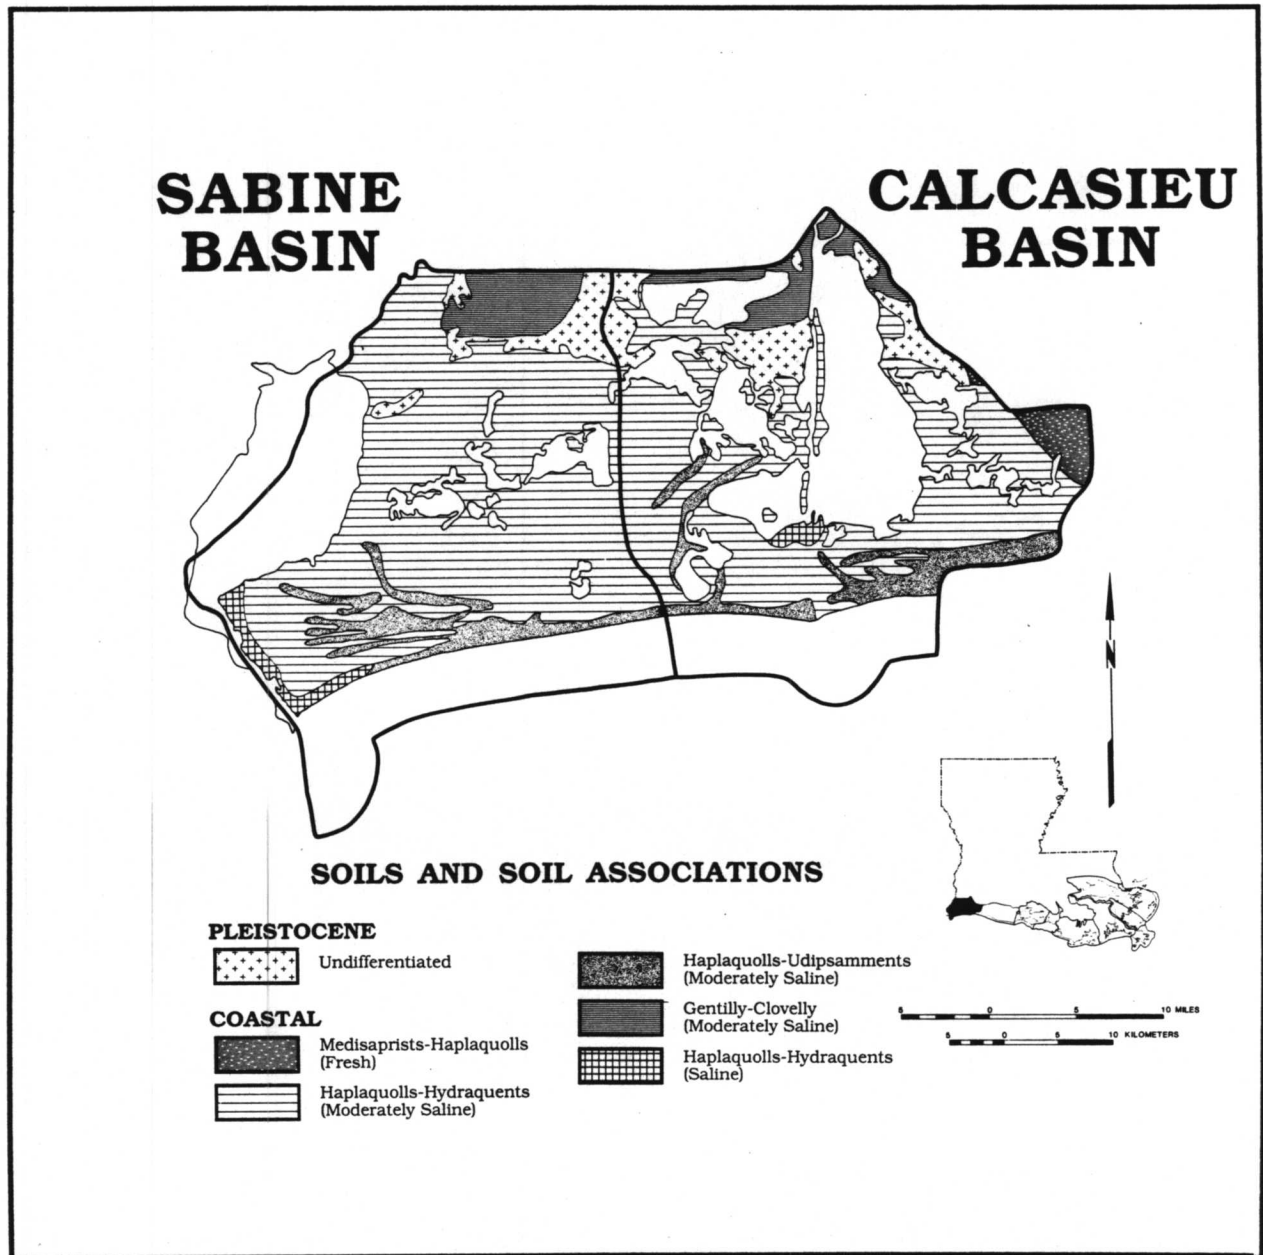 SABINE
BASIN
CALCASIEU
BASIN
N
SOILS AND SOIL ASSOCIATIONS
PLEISTOCENE
Undifferentiated
COASTAL
Medisaprists-Haplaquolls
(Fresh)
Haplaquolls-Hydraquents
(Moderately Saline)
Haplaquolls-Udipsamments
(Moderately Saline)
Gentilly-Clovelly
(Moderately Saline)
Haplaquolls-Hydraquents
(Saline)
5 0 5 10 MILES
5 0 5 10 KILOMETERS